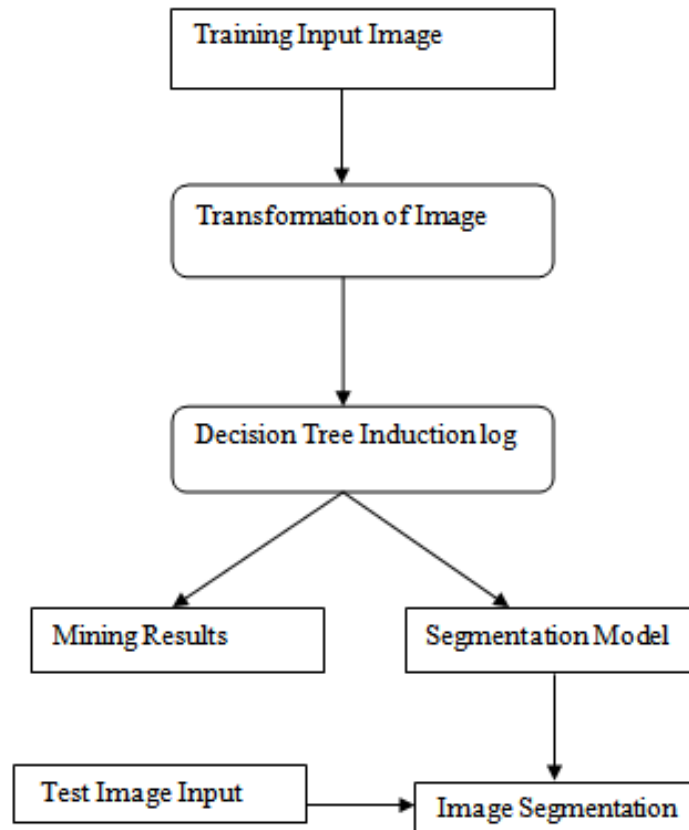 Training Input Image
Transformation of Image
Decision Tree Induction log
Mining Results
Segmentation Model
Test Image Input
Image Segmentation